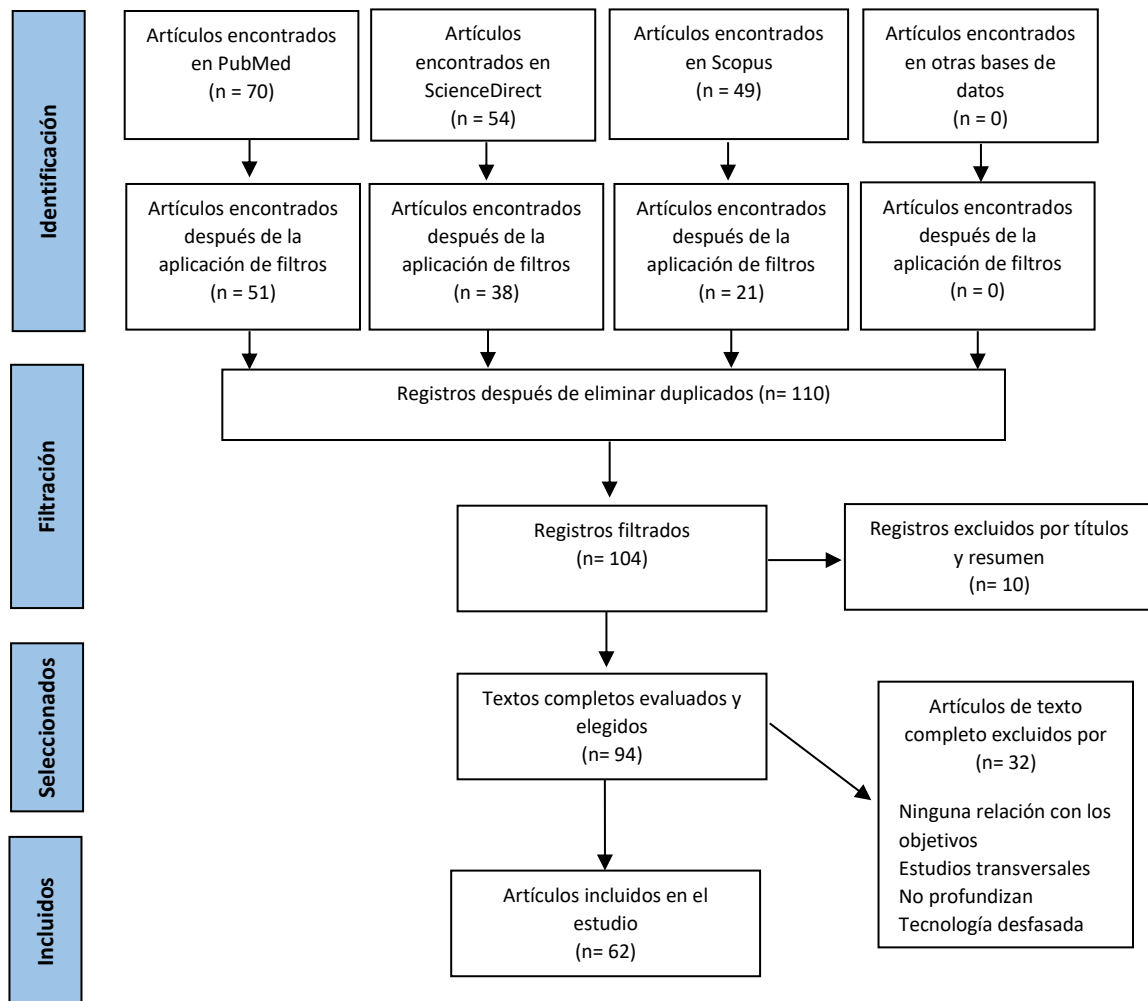 Identificación
Artículos encontrados
en PubMed
(n = 70)
Artículos
encontrados en
ScienceDirect
(n = 54)
Artículos encontrados
en Scopus
(n = 49)
Artículos encontrados
en otras bases de
datos
(n = 0)
Artículos encontrados
después de la
aplicación de filtros
(n = 51)
Artículos encontrados
después de la
aplicación de filtros
(n = 38)
Artículos encontrados
después de la
aplicación de filtros
(n = 21)
Artículos encontrados
después de la
aplicación de filtros
(n = 0)
Filtración
Registros después de eliminar duplicados (n= 110)
Registros filtrados
(n= 104)
Registros excluidos por títulos
y resumen
(n= 10)
Seleccionados
Textos completos evaluados y
elegidos
(n= 94)
Artículos de texto
completo excluidos por
(n= 32)
Ninguna relación con los
objetivos
Estudios transversales
No profundizan
Tecnología desfasada
Incluidos
Artículos incluidos en el
estudio
(n= 62)